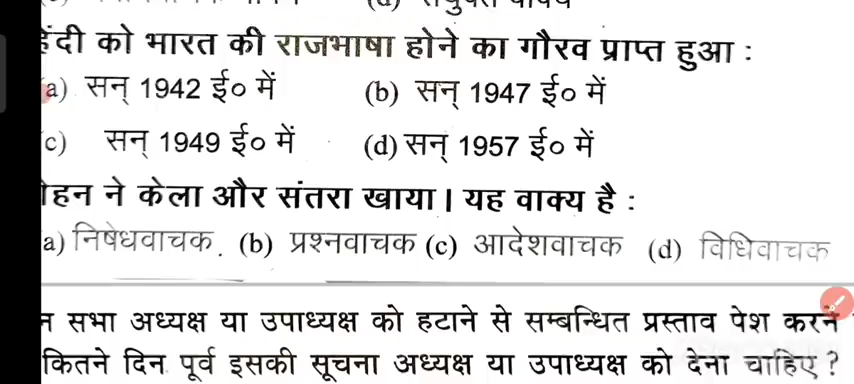 हिंदी को भारत की राजभाषा होने का गौरव प्राप्त हुआ :
a) सन् 1942 ई० में (b) सन् 1947 ई० में
c) सन् 1949 ई० में (d) सन् 1957 ई० में
ोहन ने केला और संतरा खाया। यह वाक्य है :
a) निषेधवाचक. (b) प्रश्नवाचक (c) आदेशवाचक (d) विधिवाचक
सभा अध्यक्ष या उपाध्यक्ष को हटाने से सम्बन्धित प्रस्ताव पेश करने
कितने दिन पूर्व इसकी सूचना अध्यक्ष या उपाध्यक्ष को देना चाहिए ?